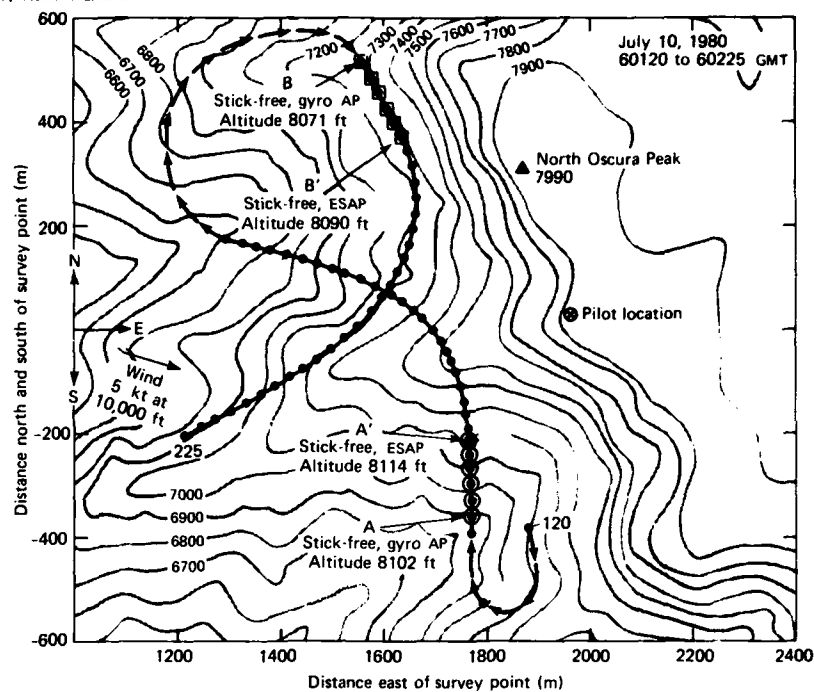 600
400
200
-200
-400
-600
Distance north and south of survey point (m)
6600
6700
6800
7200
7300
7400
7500
7600
7700
7800
7900
July 10, 1980
60120 to 60225 GMT
B
Stick-free, gyro AP
Altitude 8071 ft
North Oscura Peak
7990
B'
Stick-free, ESAP
Altitude 8090 ft
N
E
S
Pilot location
Wind
5 kt at
10,000 ft
225
A'
Stick-free, ESAP
Altitude 8114 ft
7000
6900
6800
6700
A
Stick-free, gyro AP
Altitude 8102 ft
120
1200
1400
1600
1800
2000
2200
2400
Distance east of survey point (m)